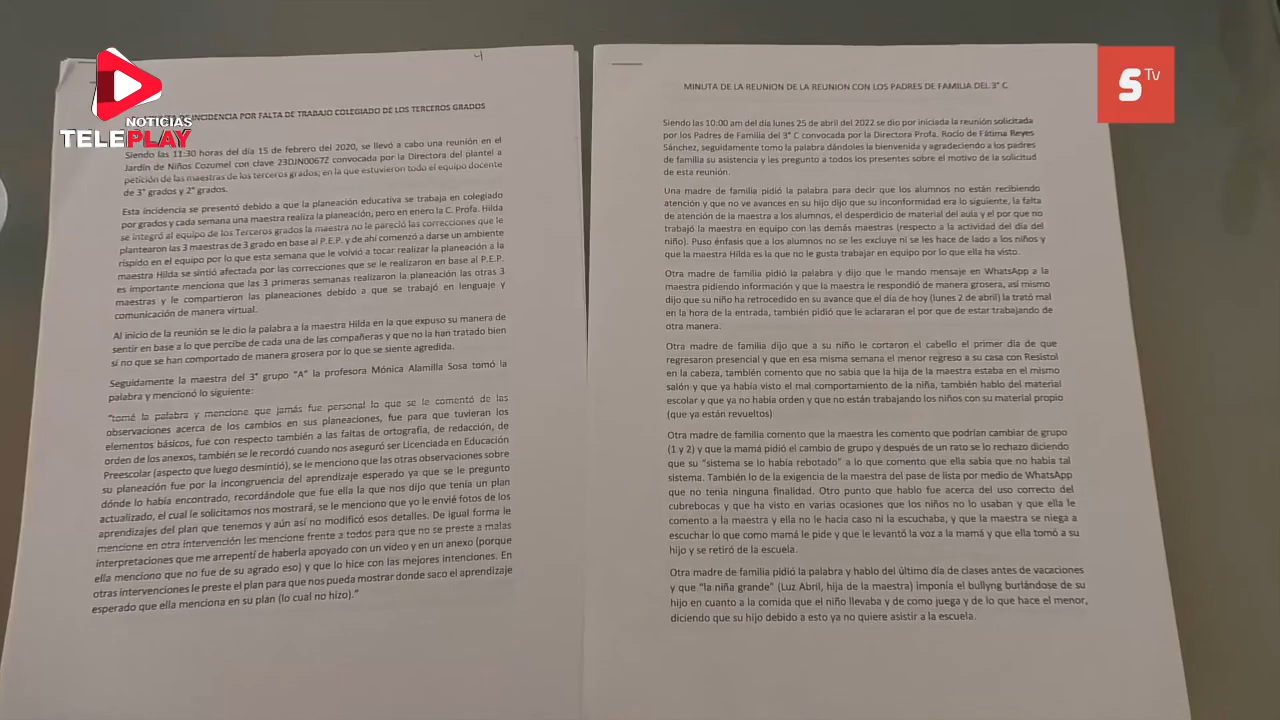 NOTICIAS
TELEPLAY
STv
4
INCIDENCIA POR FALTA DE TRABAJO COLEGIADO DE LOS TERCEROS GRADOS
Siendo las 11:30 horas del día 15 de febrero del 2020, se llevó a cabo una reunión en el
Jardín de Niños Cozumel con clave 23DJN0067Z convocada por la Directora del plantel a
petición de las maestras de los terceros grados; en la que estuvieron todo el equipo docente
de 3° grados y 2° grados.
Esta incidencia se presentó debido a que la planeación educativa se trabaja en colegiado
por grados y cada semana una maestra realiza la planeación, pero en enero la C. Profa. Hilda
se integró al equipo de los Terceros grados la maestra no le pareció las correcciones que le
plantearon las 3 maestras de 3 grado en base al P.E.P. y de ahí comenzó a darse un ambiente
ríspido en el equipo por lo que esta semana que le volvió a tocar realizar la planeación a la
maestra Hilda se sintió afectada por las correcciones que se le realizaron en base al P.E.P.
es importante menciona que las 3 primeras semanas realizaron la planeación las otras 3
maestras y le compartieron las planeaciones debido a que se trabajó en lenguaje y
comunicación de manera virtual.
Al inicio de la reunión se le dio la palabra a la maestra Hilda en la que expuso su manera de
sentir en base a lo que percibe de cada una de las compañeras y que no la han tratado bien
sí no que se han comportado de manera grosera por lo que se siente agredida.
Seguidamente la maestra del 3° grupo "A" la profesora Mónica Alamilla Sosa tomó la
palabra y mencionó lo siguiente:
"tomé la palabra y mencione que jamás fue personal lo que se le comentó de las
observaciones acerca de los cambios en sus planeaciones, fue para que tuvieran los
elementos básicos, fue con respecto también a las faltas de ortografía, de redacción, de
orden de los anexos, también se le recordó cuando nos aseguró ser Licenciada en Educación
Preescolar (aspecto que luego desmintió), se le menciono que las otras observaciones sobre
su planeación fue por la incongruencia del aprendizaje esperado ya que se le pregunto
dónde lo había encontrado, recordándole que fue ella la que nos dijo que tenía un plan
actualizado, el cual le solicitamos nos mostrará, se le menciono que yo le envié fotos de los
aprendizajes del plan que tenemos y aún así no modificó esos detalles. De igual forma le
mencione en otra intervención les mencione frente a todos para que no se preste a malas
interpretaciones que me arrepentí de haberla apoyado con un video y en un anexo (porque
ella menciono que no fue de su agrado eso) y que lo hice con las mejores intenciones. En
otras intervenciones le preste el plan para que nos pueda mostrar donde saco el aprendizaje
esperado que ella menciona en su plan (lo cual no hizo)."
MINUTA DE LA REUNION DE LA REUNION CON LOS PADRES DE FAMILIA DEL 3° C
Siendo las 10:00 am del día lunes 25 de abril del 2022 se dio por iniciada la reunión solicitada
por los Padres de Familia del 3° C convocada por la Directora Profa. Rocío de Fátima Reyes
Sánchez, seguidamente tomo la palabra dándoles la bienvenida y agradeciendo a los padres
de familia su asistencia y les pregunto a todos los presentes sobre el motivo de la solicitud
de esta reunión.
Una madre de familia pidió la palabra para decir que los alumnos no están recibiendo
atención y que no ve avances en su hijo dijo que su inconformidad era lo siguiente, la falta
de atención de la maestra a los alumnos, el desperdicio de material del aula y el por que no
trabajó la maestra en equipo con las demás maestras (respecto a la actividad del día del
niño). Puso énfasis que a los alumnos no se les excluye ni se les hace de lado a los niños y
que la maestra Hilda es la que no le gusta trabajar en equipo por lo que ella ha visto.
Otra madre de familia pidió la palabra y dijo que le mando mensaje en WhatsApp a la
maestra pidiendo información y que la maestra le respondió de manera grosera, así mismo
dijo que su niño ha retrocedido en su avance que el día de hoy (lunes 2 de abril) la trató mal
en la hora de la entrada, también pidió que le aclararan el por que de estar trabajando de
otra manera.
Otra madre de familia dijo que a su niño le cortaron el cabello el primer día de que
regresaron presencial y que en esa misma semana el menor regreso a su casa con Resistol
en la cabeza, también comento que no sabia que la hija de la maestra estaba en el mismo
salón y que ya había visto el mal comportamiento de la niña, también hablo del material
escolar y que ya no había orden y que no están trabajando los niños con su material propio
(que ya están revueltos)
Otra madre de familia comento que la maestra les comento que podrían cambiar de grupo
(1 y 2) y que la mamá pidió el cambio de grupo y después de un rato se lo rechazo diciendo
que su "sistema se lo había rebotado" a lo que comento que ella sabia que no había tal
sistema. También lo de la exigencia de la maestra del pase de lista por medio de WhatsApp
que no tenia ninguna finalidad. Otro punto que hablo fue acerca del uso correcto del
cubrebocas y que ha visto en varias ocasiones que los niños no lo usaban y que ella le
comento a la maestra y ella no le hacia caso ni la escuchaba, y que la maestra se niega a
escuchar lo que como mamá le pide y que le levantó la voz a la mamá y que ella tomó a su
hijo y se retiró de la escuela.
Otra madre de familia pidió la palabra y hablo del último día de clases antes de vacaciones
y que "la niña grande" (Luz Abril, hija de la maestra) imponía el bullyng burlándose de su
hijo en cuanto a la comida que el niño llevaba y de como juega y de lo que hace el menor,
diciendo que su hijo debido a esto ya no quiere asistir a la escuela.